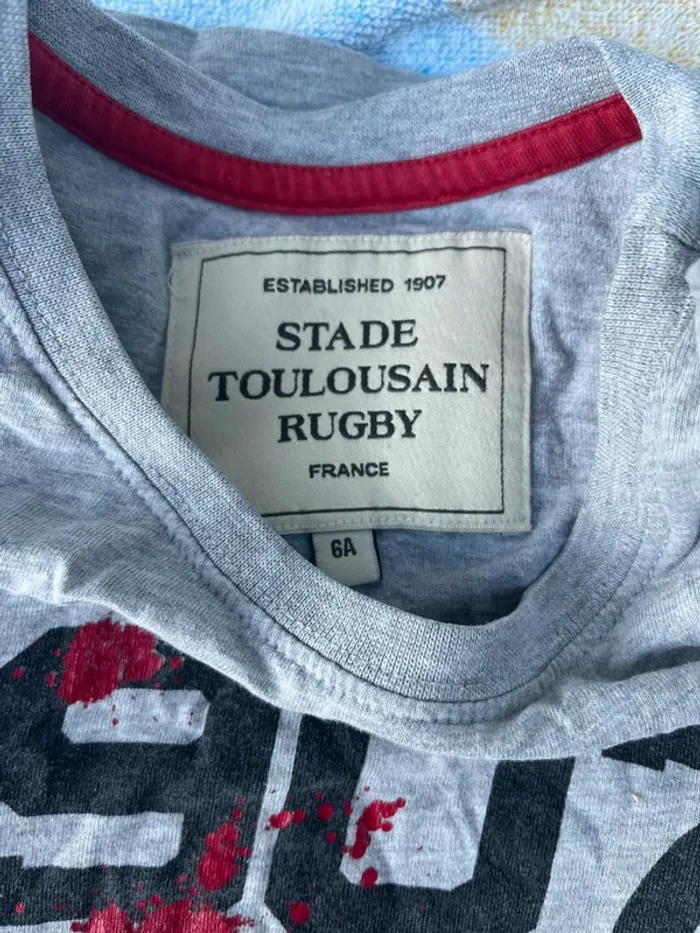 ESTABLISHED 1907
STADE
TOULOUSAIN
RUGBY
FRANCE
6A